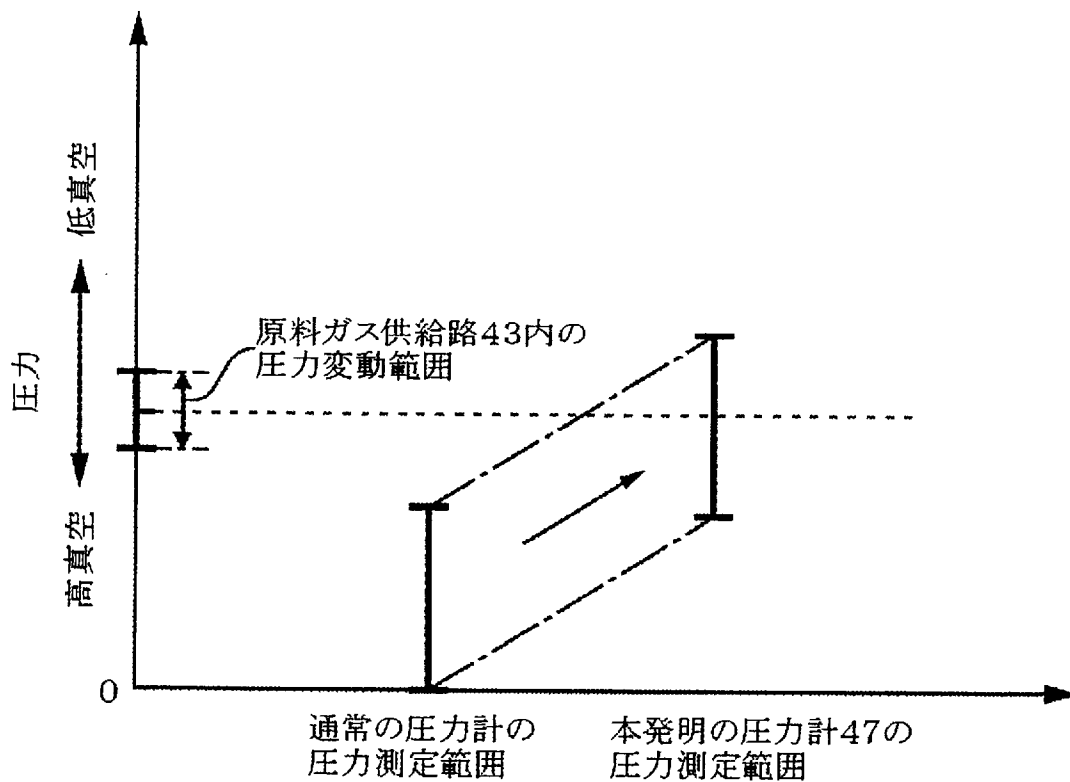 圧力
高真空
低真空
原料ガス供給路43内の
圧力変動範囲
0
通常の圧力計の
圧力測定範囲
本発明の圧力計47の
圧力測定範囲